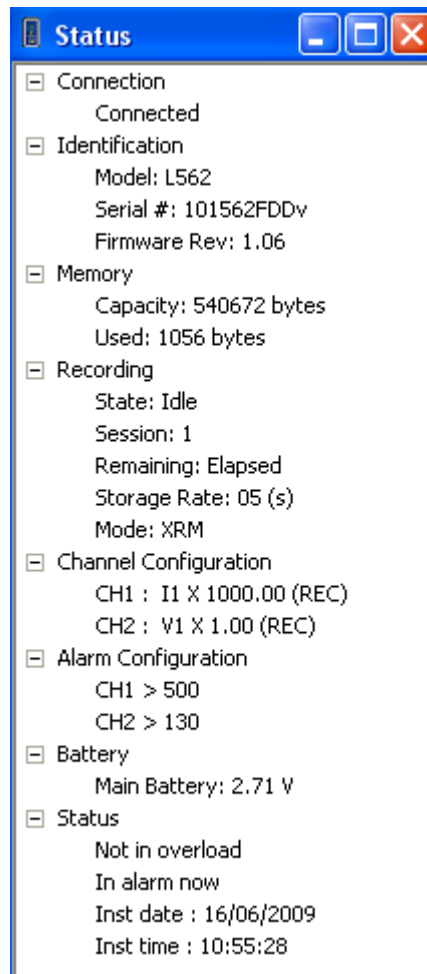 Status
Connection
Connected
Identification
Model: L562
Serial #: 101562FDDv
Firmware Rev: 1.06
Memory
Capacity: 540672 bytes
Used: 1056 bytes
Recording
State: Idle
Session: 1
Remaining: Elapsed
Storage Rate: 05 (s)
Mode: XRM
Channel Configuration
CH1 : I1 X 1000.00 (REC)
CH2 : V1 X 1.00 (REC)
Alarm Configuration
CH1 > 500
CH2 > 130
Battery
Main Battery: 2.71 V
Status
Not in overload
In alarm now
Inst date : 16/06/2009
Inst time : 10:55:28